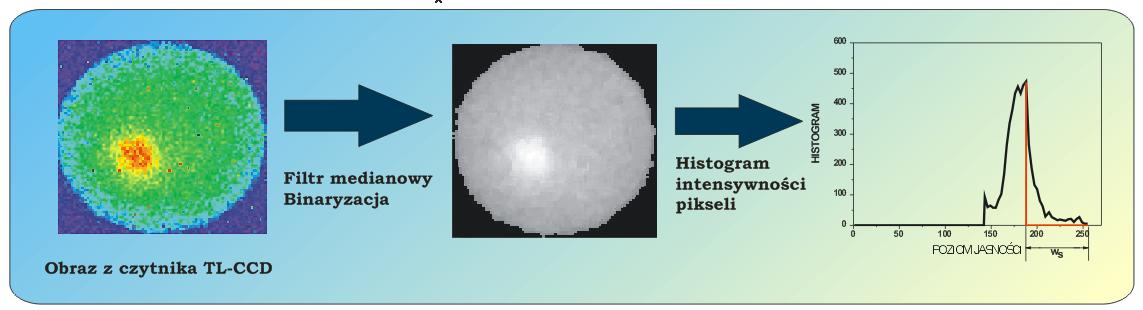 Obraz z czytnika TL-CCD
Filtr medianowy
Binaryzacja
Histogram
intensywności
pikseli
HISTOGRAM
600
500
400
300
200
100
0
0 50 100 150 200 250
POZIOM JASNOŚCI
ws